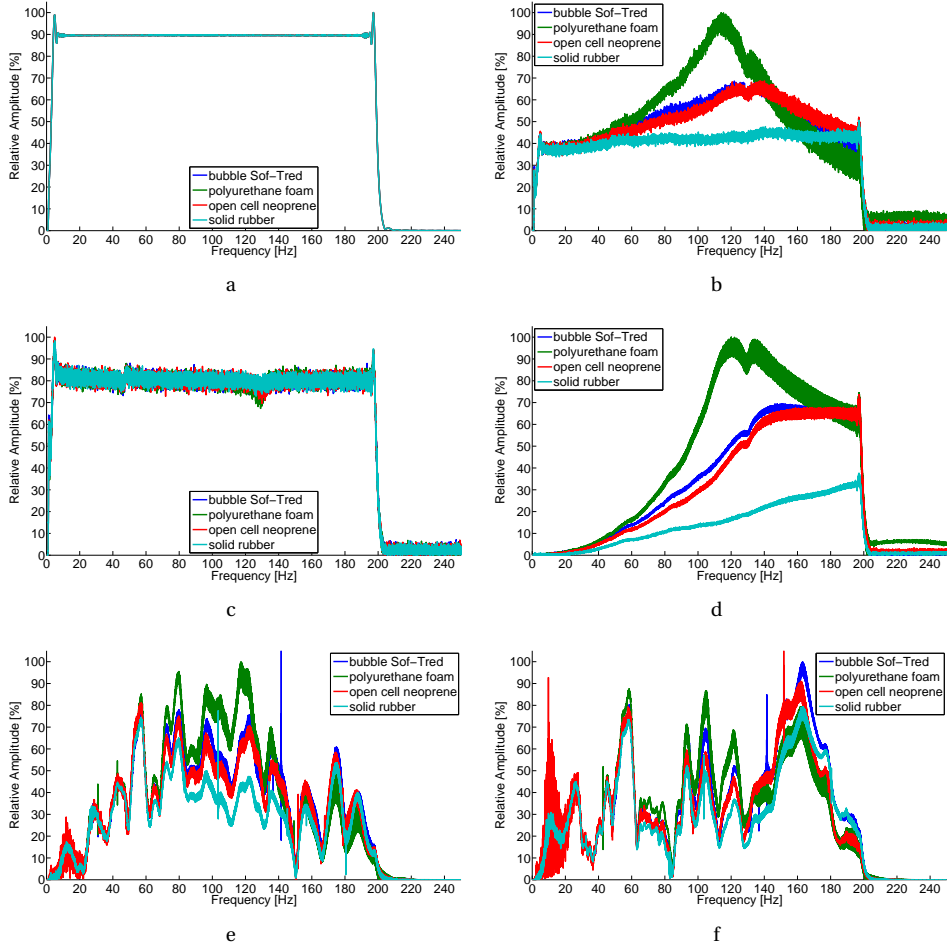 Relative Amplitude [%]
100
90
80
70
60
50
40
30
20
10
0
bubble Sof-Tred
polyurethane foam
open cell neoprene
solid rubber
0 20 40 60 80 100 120 140 160 180 200 220 240
Frequency [Hz]
a
Relative Amplitude [%]
100
90
80
70
60
50
40
30
20
10
0
bubble Sof-Tred
polyurethane foam
open cell neoprene
solid rubber
0 20 40 60 80 100 120 140 160 180 200 220 240
Frequency [Hz]
b
Relative Amplitude [%]
100
90
80
70
60
50
40
30
20
10
0
bubble Sof-Tred
polyurethane foam
open cell neoprene
solid rubber
0 20 40 60 80 100 120 140 160 180 200 220 240
Frequency [Hz]
c
Relative Amplitude [%]
100
90
80
70
60
50
40
30
20
10
0
bubble Sof-Tred
polyurethane foam
open cell neoprene
solid rubber
0 20 40 60 80 100 120 140 160 180 200 220 240
Frequency [Hz]
d
Relative Amplitude [%]
100
90
80
70
60
50
40
30
20
10
0
bubble Sof-Tred
polyurethane foam
open cell neoprene
solid rubber
0 20 40 60 80 100 120 140 160 180 200 220 240
Frequency [Hz]
e
Relative Amplitude [%]
100
90
80
70
60
50
40
30
20
10
0
bubble Sof-Tred
polyurethane foam
open cell neoprene
solid rubber
0 20 40 60 80 100 120 140 160 180 200 220 240
Frequency [Hz]
f